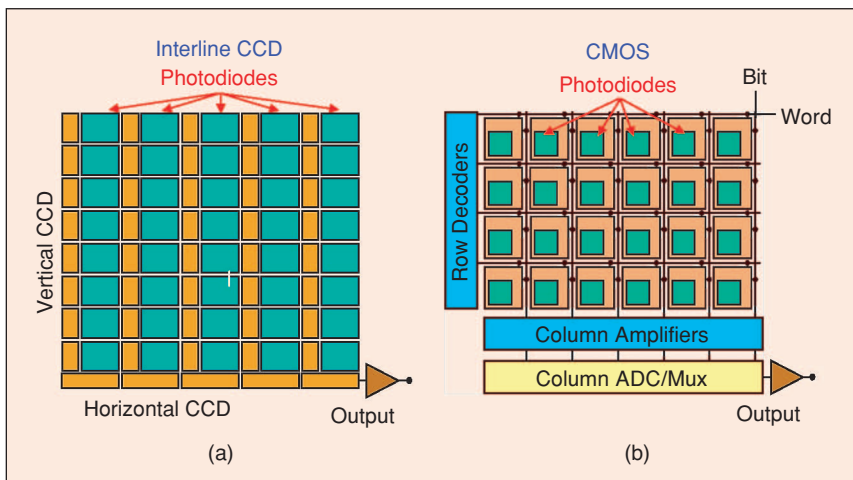 Interline CCD
Photodiodes
Vertical CCD
Horizontal CCD
Output
(a)
CMOS
Photodiodes
Bit
Word
Row Decoders
Column Amplifiers
Column ADC/Mux
Output
(b)